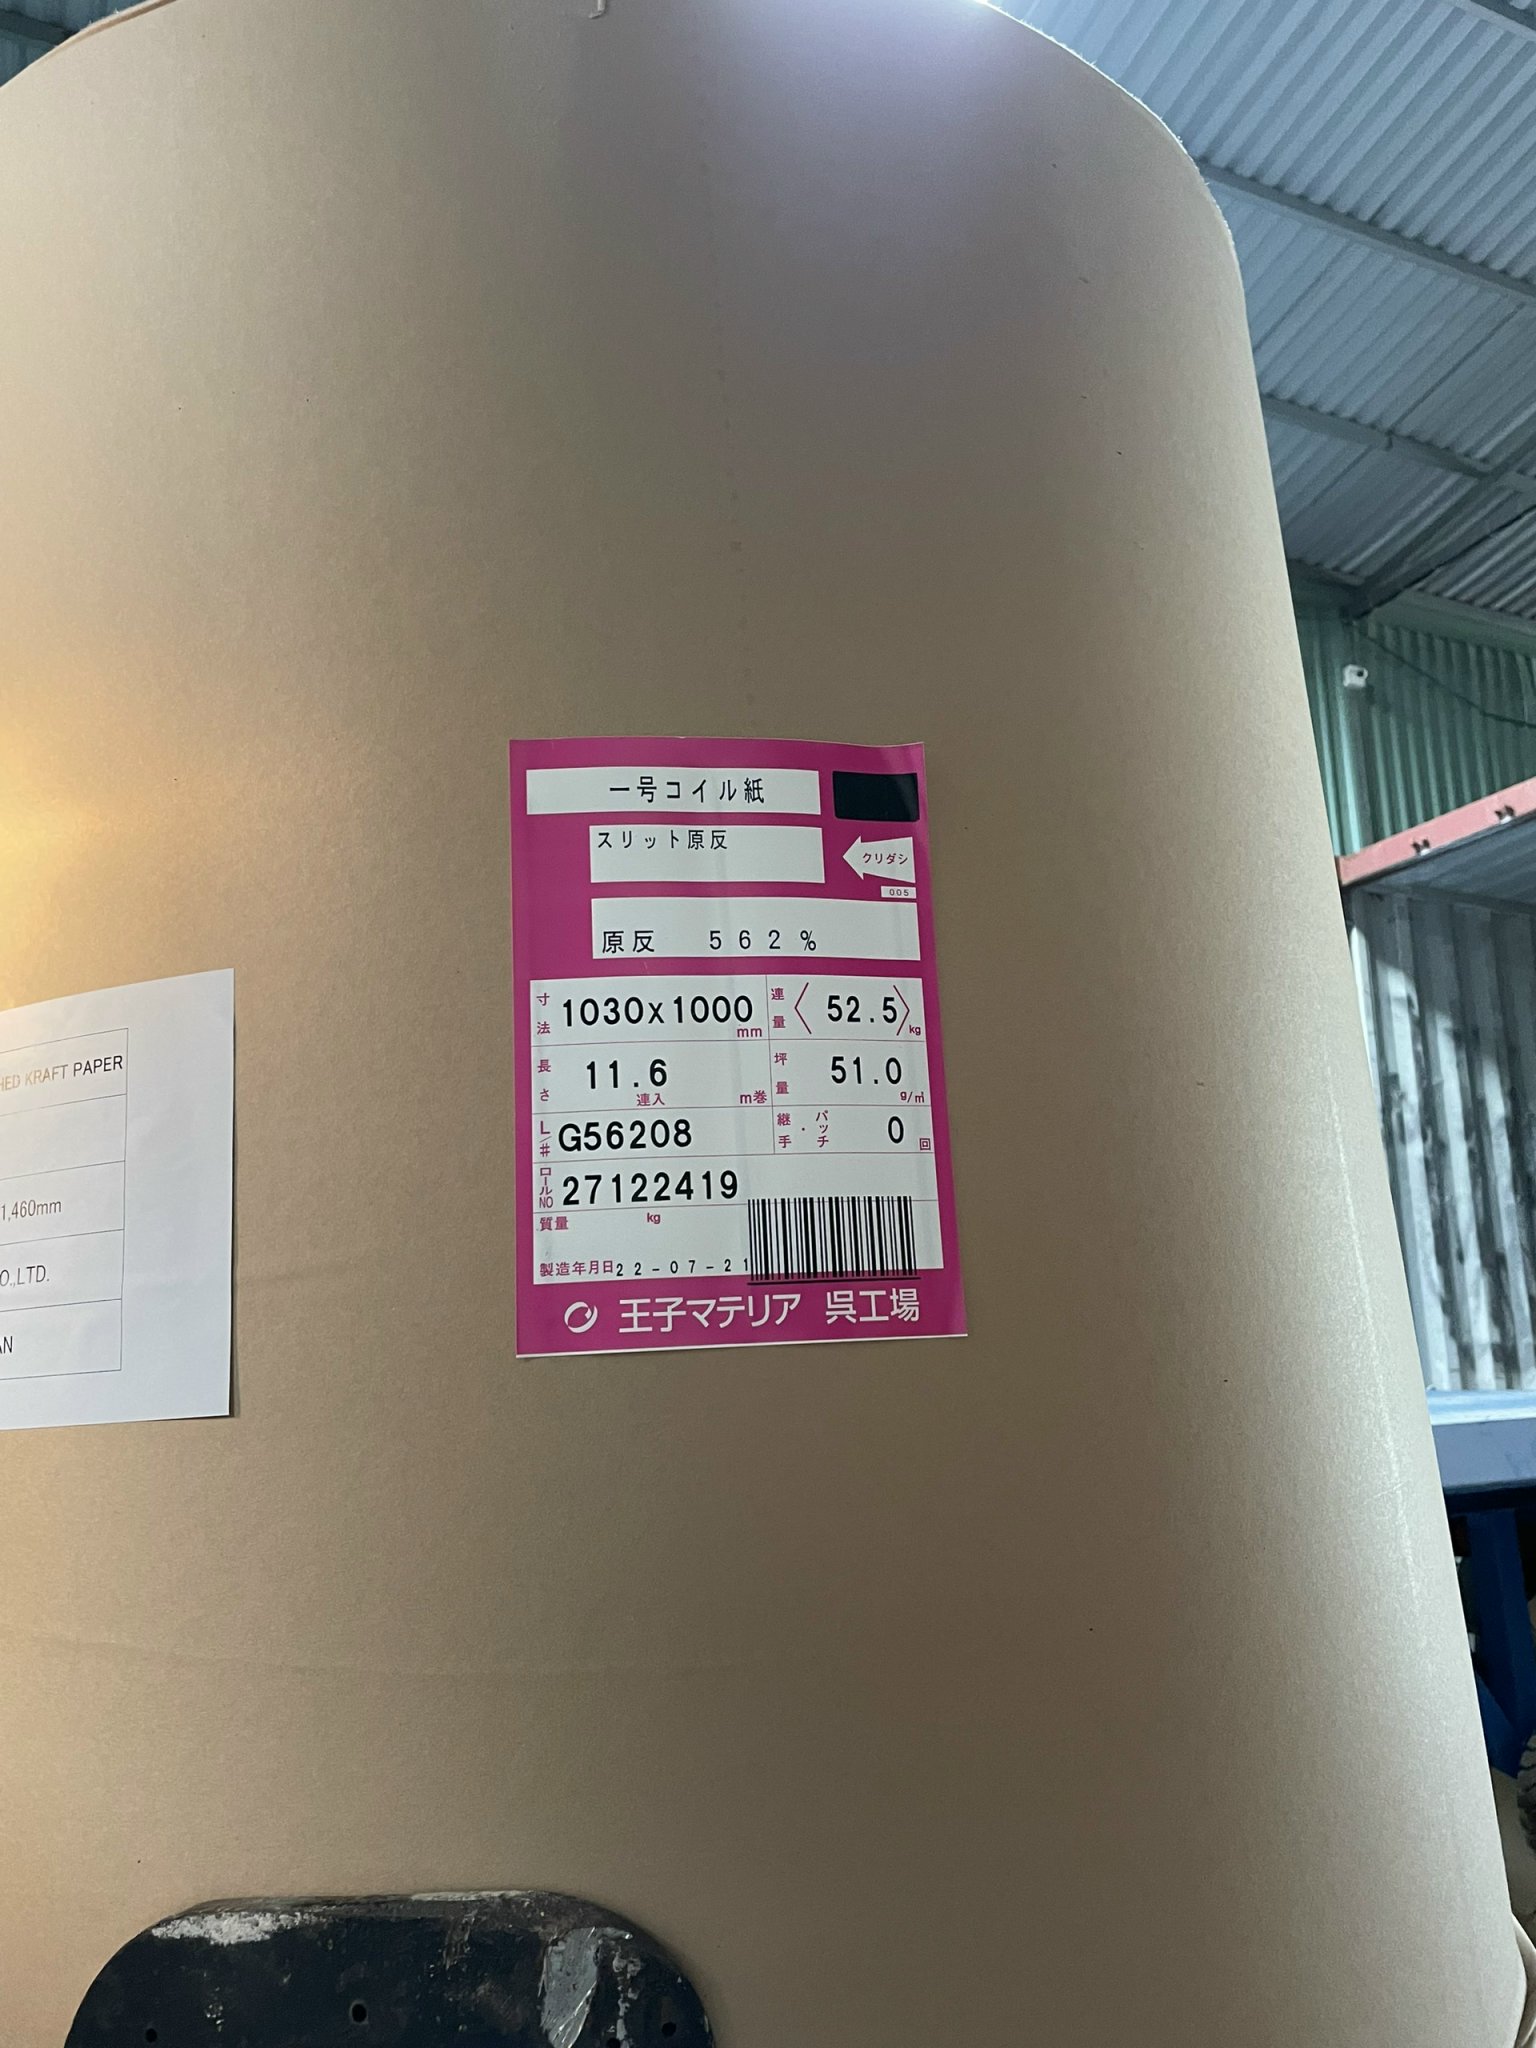 一号コイル紙
スリット原反
クリダシ
005
原反 562%
寸法 1030x1000 mm
連量 〈 52.5〉 kg
長さ 11.6 連入 m巻
坪量 51.0 g/㎡
L/# G56208
継手・パッチ 0 回
ロールNO 27122419
質量 kg
製造年月日 22-07-21
王子マテリア 呉工場
HED KRAFT PAPER
1,460mm
O.,LTD.
AN